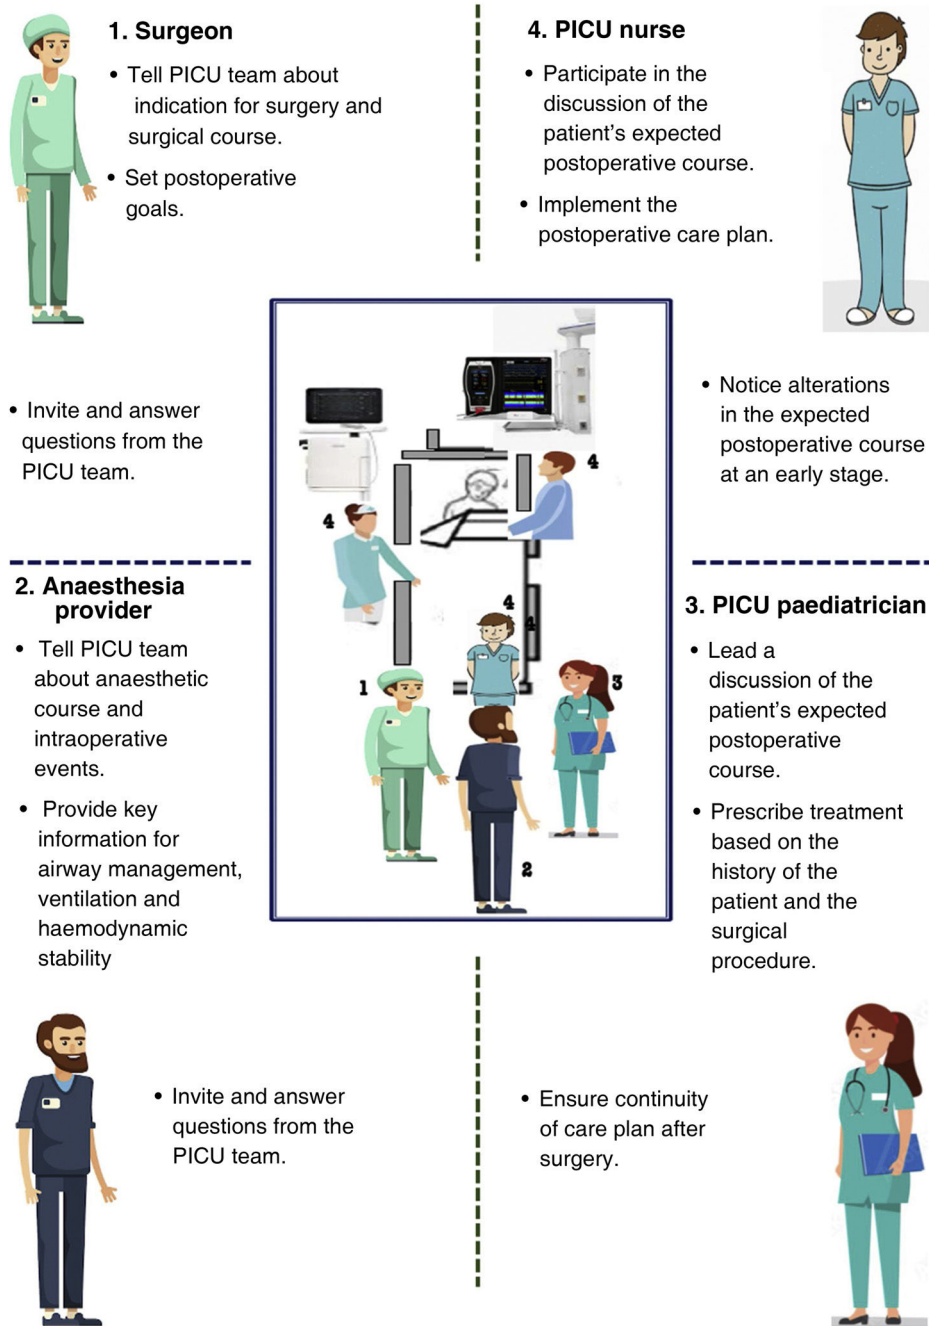 1. Surgeon
• Tell PICU team about
indication for surgery and
surgical course.
• Set postoperative
goals.
• Invite and answer
questions from the
PICU team.
4. PICU nurse
• Participate in the
discussion of the
patient's expected
postoperative course.
• Implement the
postoperative care plan.
• Notice alterations
in the expected
postoperative course
at an early stage.
4
4
4
4
1
3
2
2. Anaesthesia
provider
• Tell PICU team
about anaesthetic
course and
intraoperative
events.
• Provide key
information for
airway management,
ventilation and
haemodynamic
stability
• Invite and answer
questions from the
PICU team.
3. PICU paediatrician
• Lead a
discussion of the
patient's expected
postoperative
course.
• Prescribe treatment
based on the
history of the
patient and the
surgical
procedure.
• Ensure continuity
of care plan after
surgery.